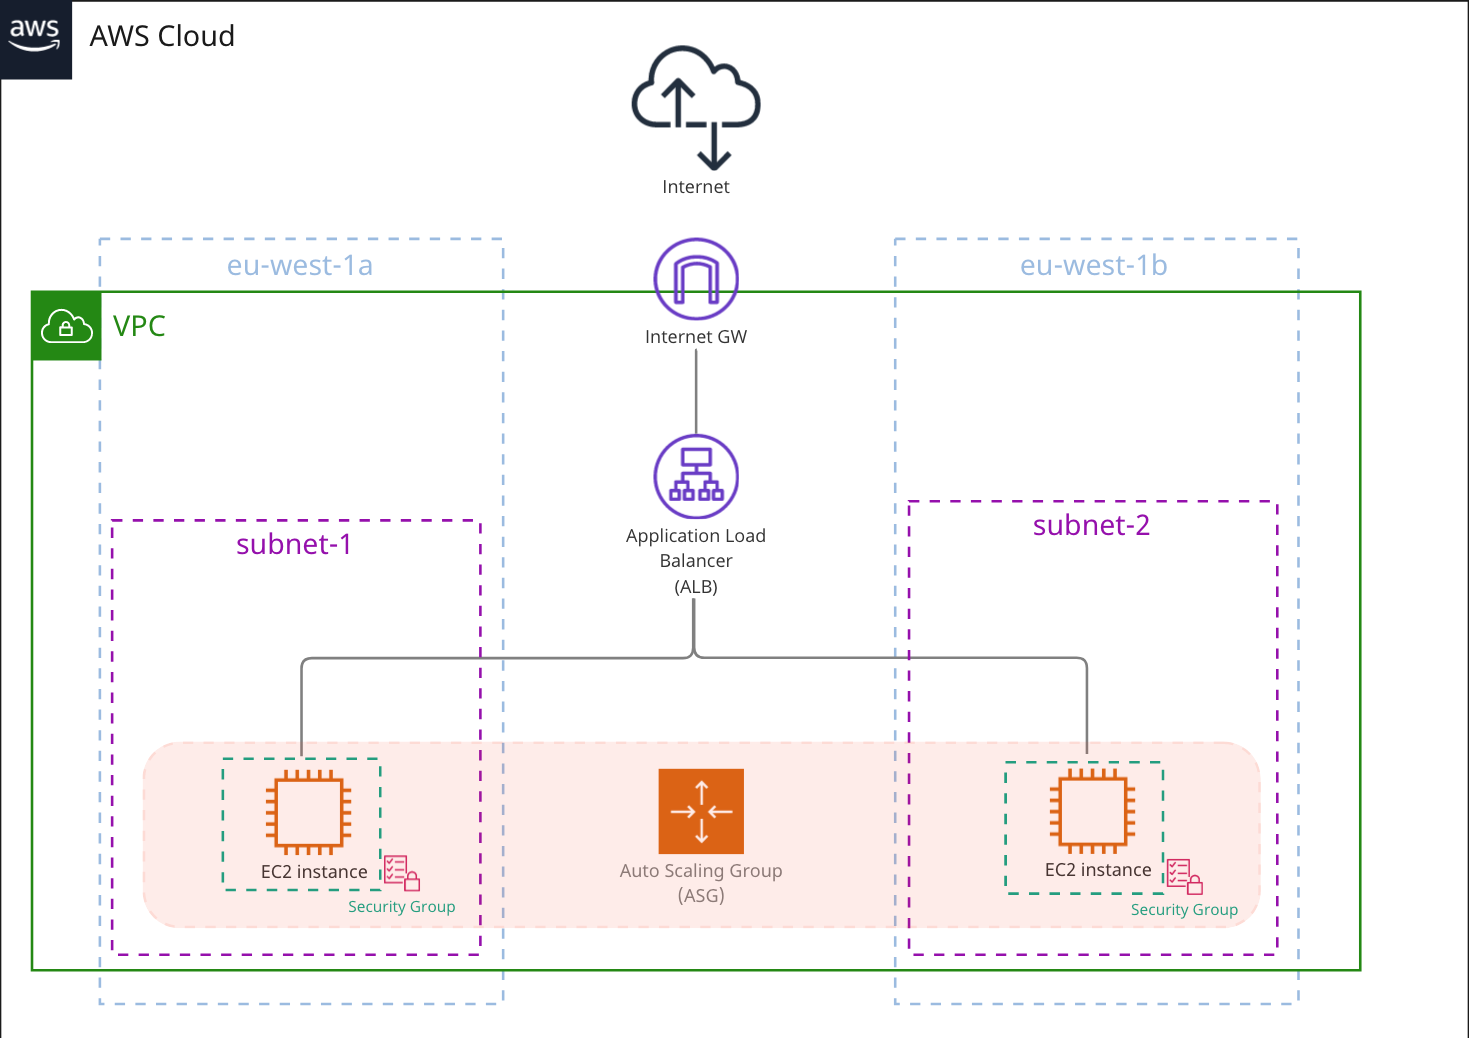 aws
AWS Cloud
Internet
eu-west-1a
eu-west-1b
VPC
Internet GW
Application Load
Balancer
(ALB)
subnet-1
subnet-2
EC2 instance
Security Group
Auto Scaling Group
(ASG)
EC2 instance
Security Group